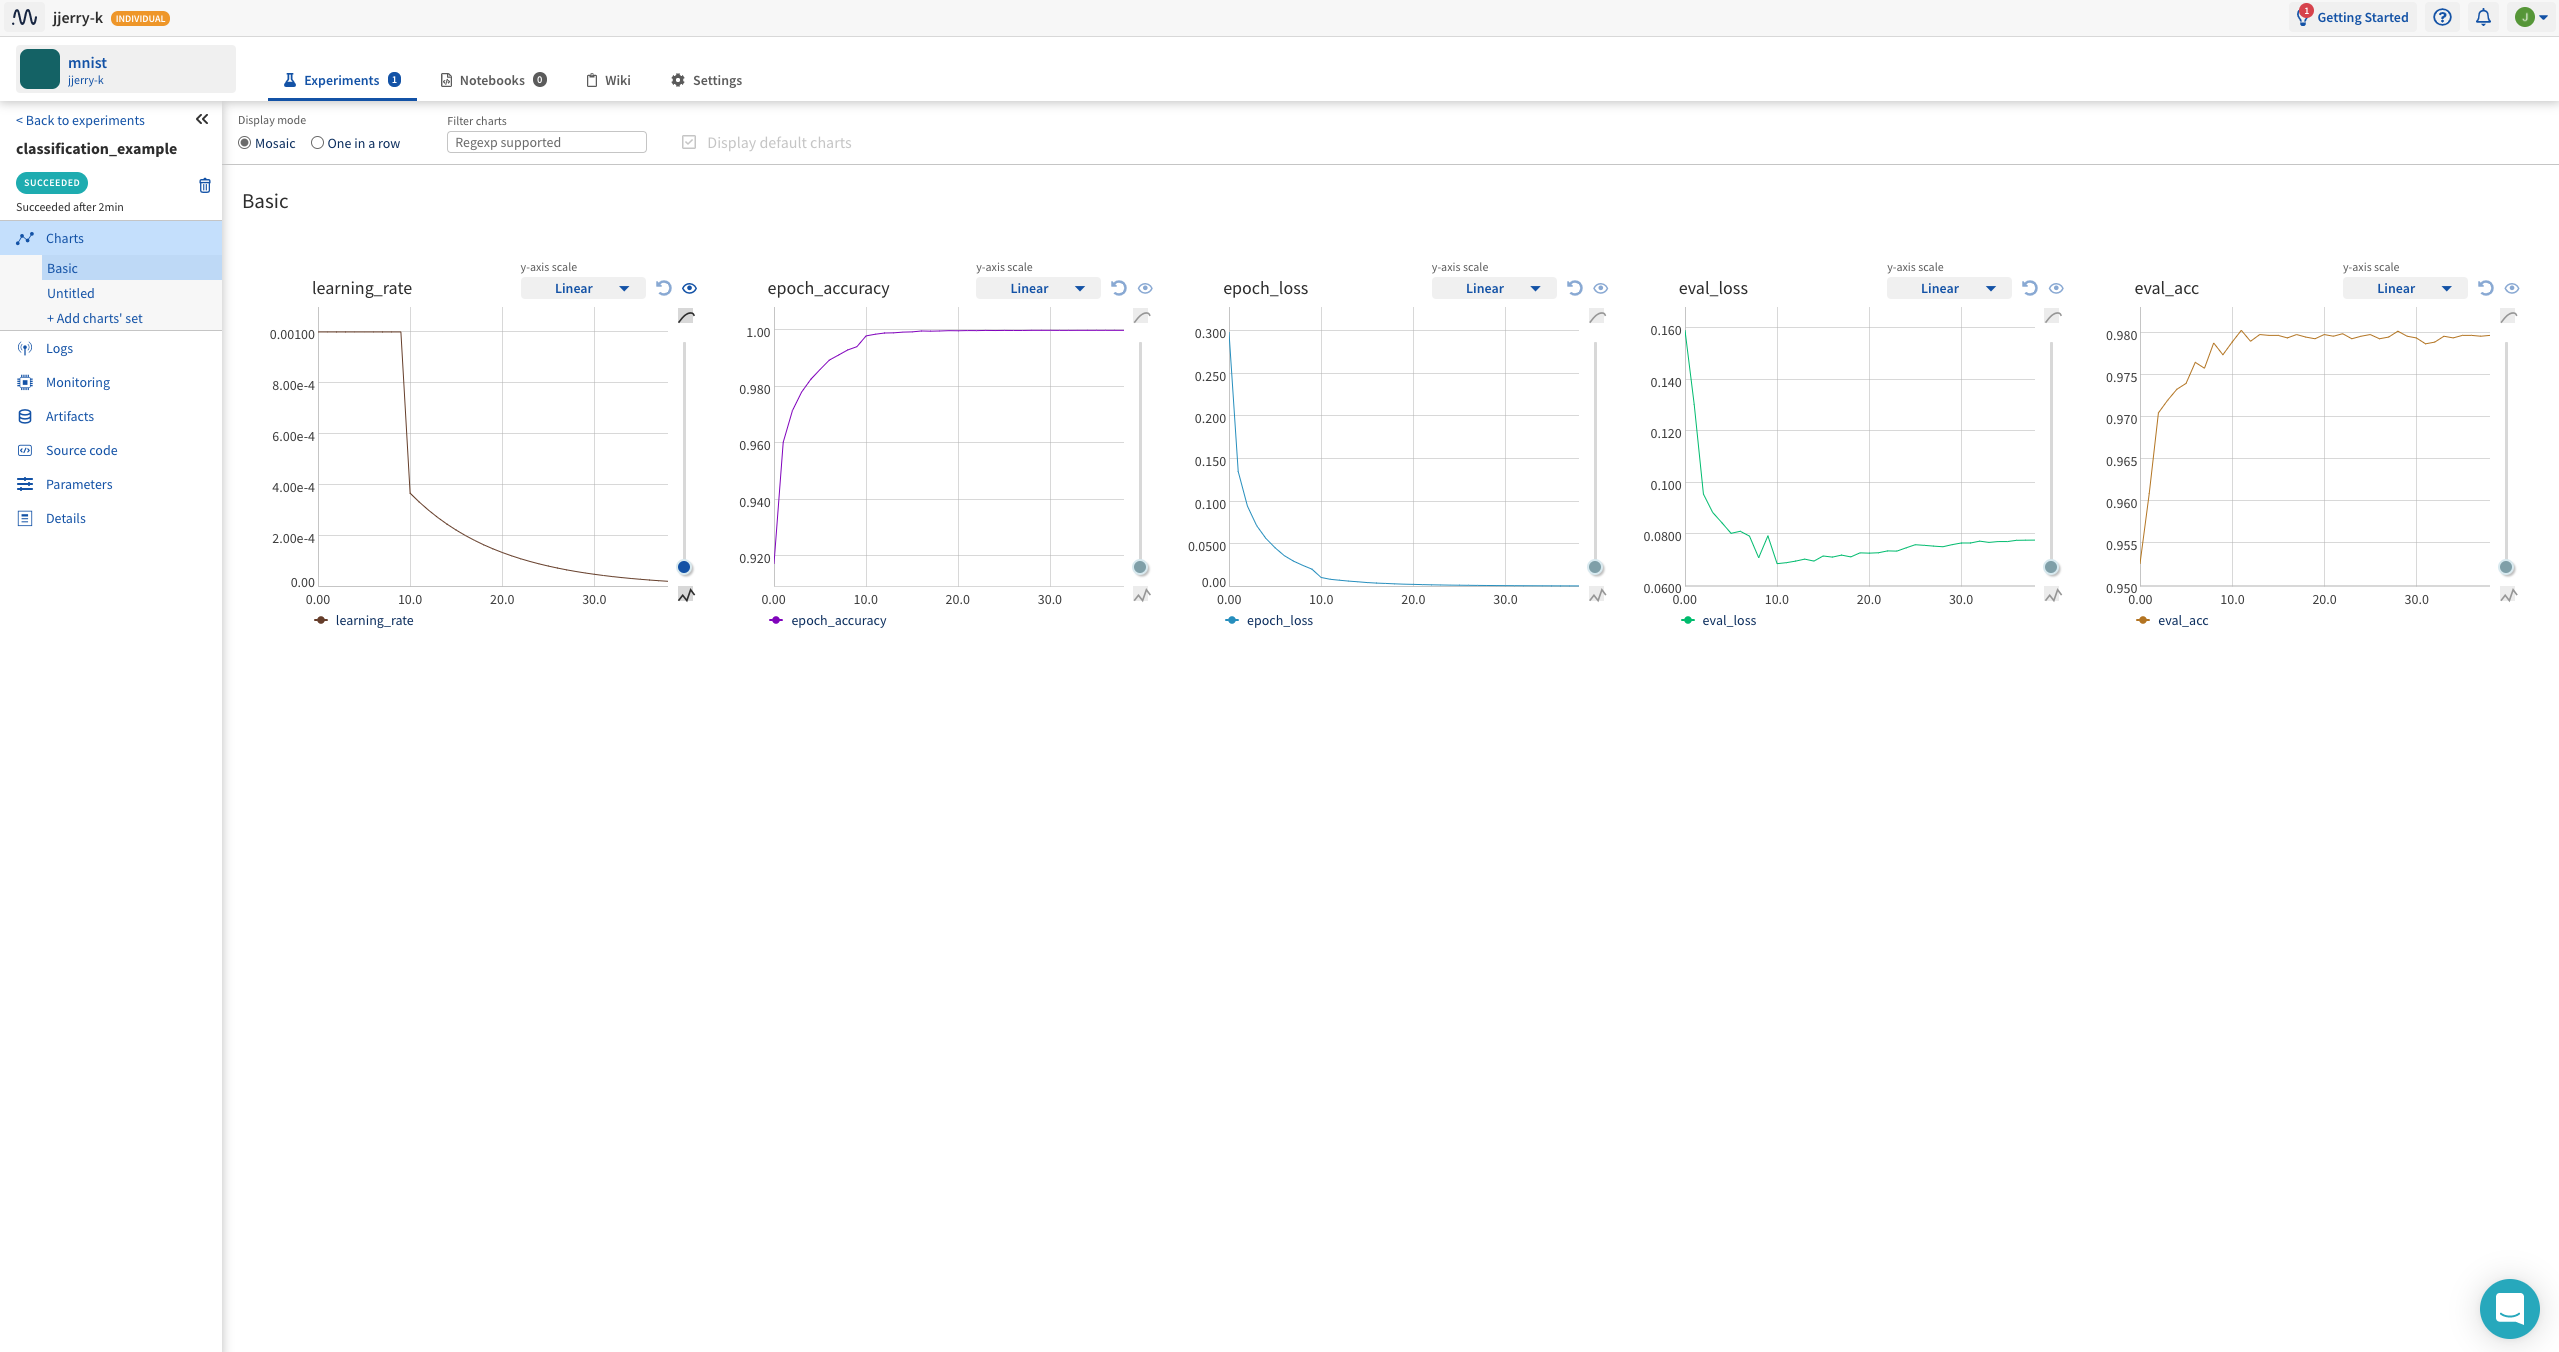 jjerry-k INDIVIDUAL
1 Getting Started ? J
mnist
jjerry-k
Experiments 1 Notebooks 0 Wiki Settings
< Back to experiments
classification_example
SUCCEEDED
Succeeded after 2min
Charts
Basic
Untitled
+ Add charts' set
Logs
Monitoring
Artifacts
Source code
Parameters
Details
Display mode
Mosaic One in a row
Filter charts
Regexp supported
Display default charts
Basic
learning_rate
y-axis scale
Linear
0.00100
8.00e-4
6.00e-4
4.00e-4
2.00e-4
0.00
0.00 10.0 20.0 30.0
learning_rate
epoch_accuracy
y-axis scale
Linear
1.00
0.980
0.960
0.940
0.920
0.00 10.0 20.0 30.0
epoch_accuracy
epoch_loss
y-axis scale
Linear
0.300
0.250
0.200
0.150
0.100
0.0500
0.00
0.00 10.0 20.0 30.0
epoch_loss
eval_loss
y-axis scale
Linear
0.160
0.140
0.120
0.100
0.0800
0.0600
0.00 10.0 20.0 30.0
eval_loss
eval_acc
y-axis scale
Linear
0.980
0.975
0.970
0.965
0.960
0.955
0.950
0.00 10.0 20.0 30.0
eval_acc